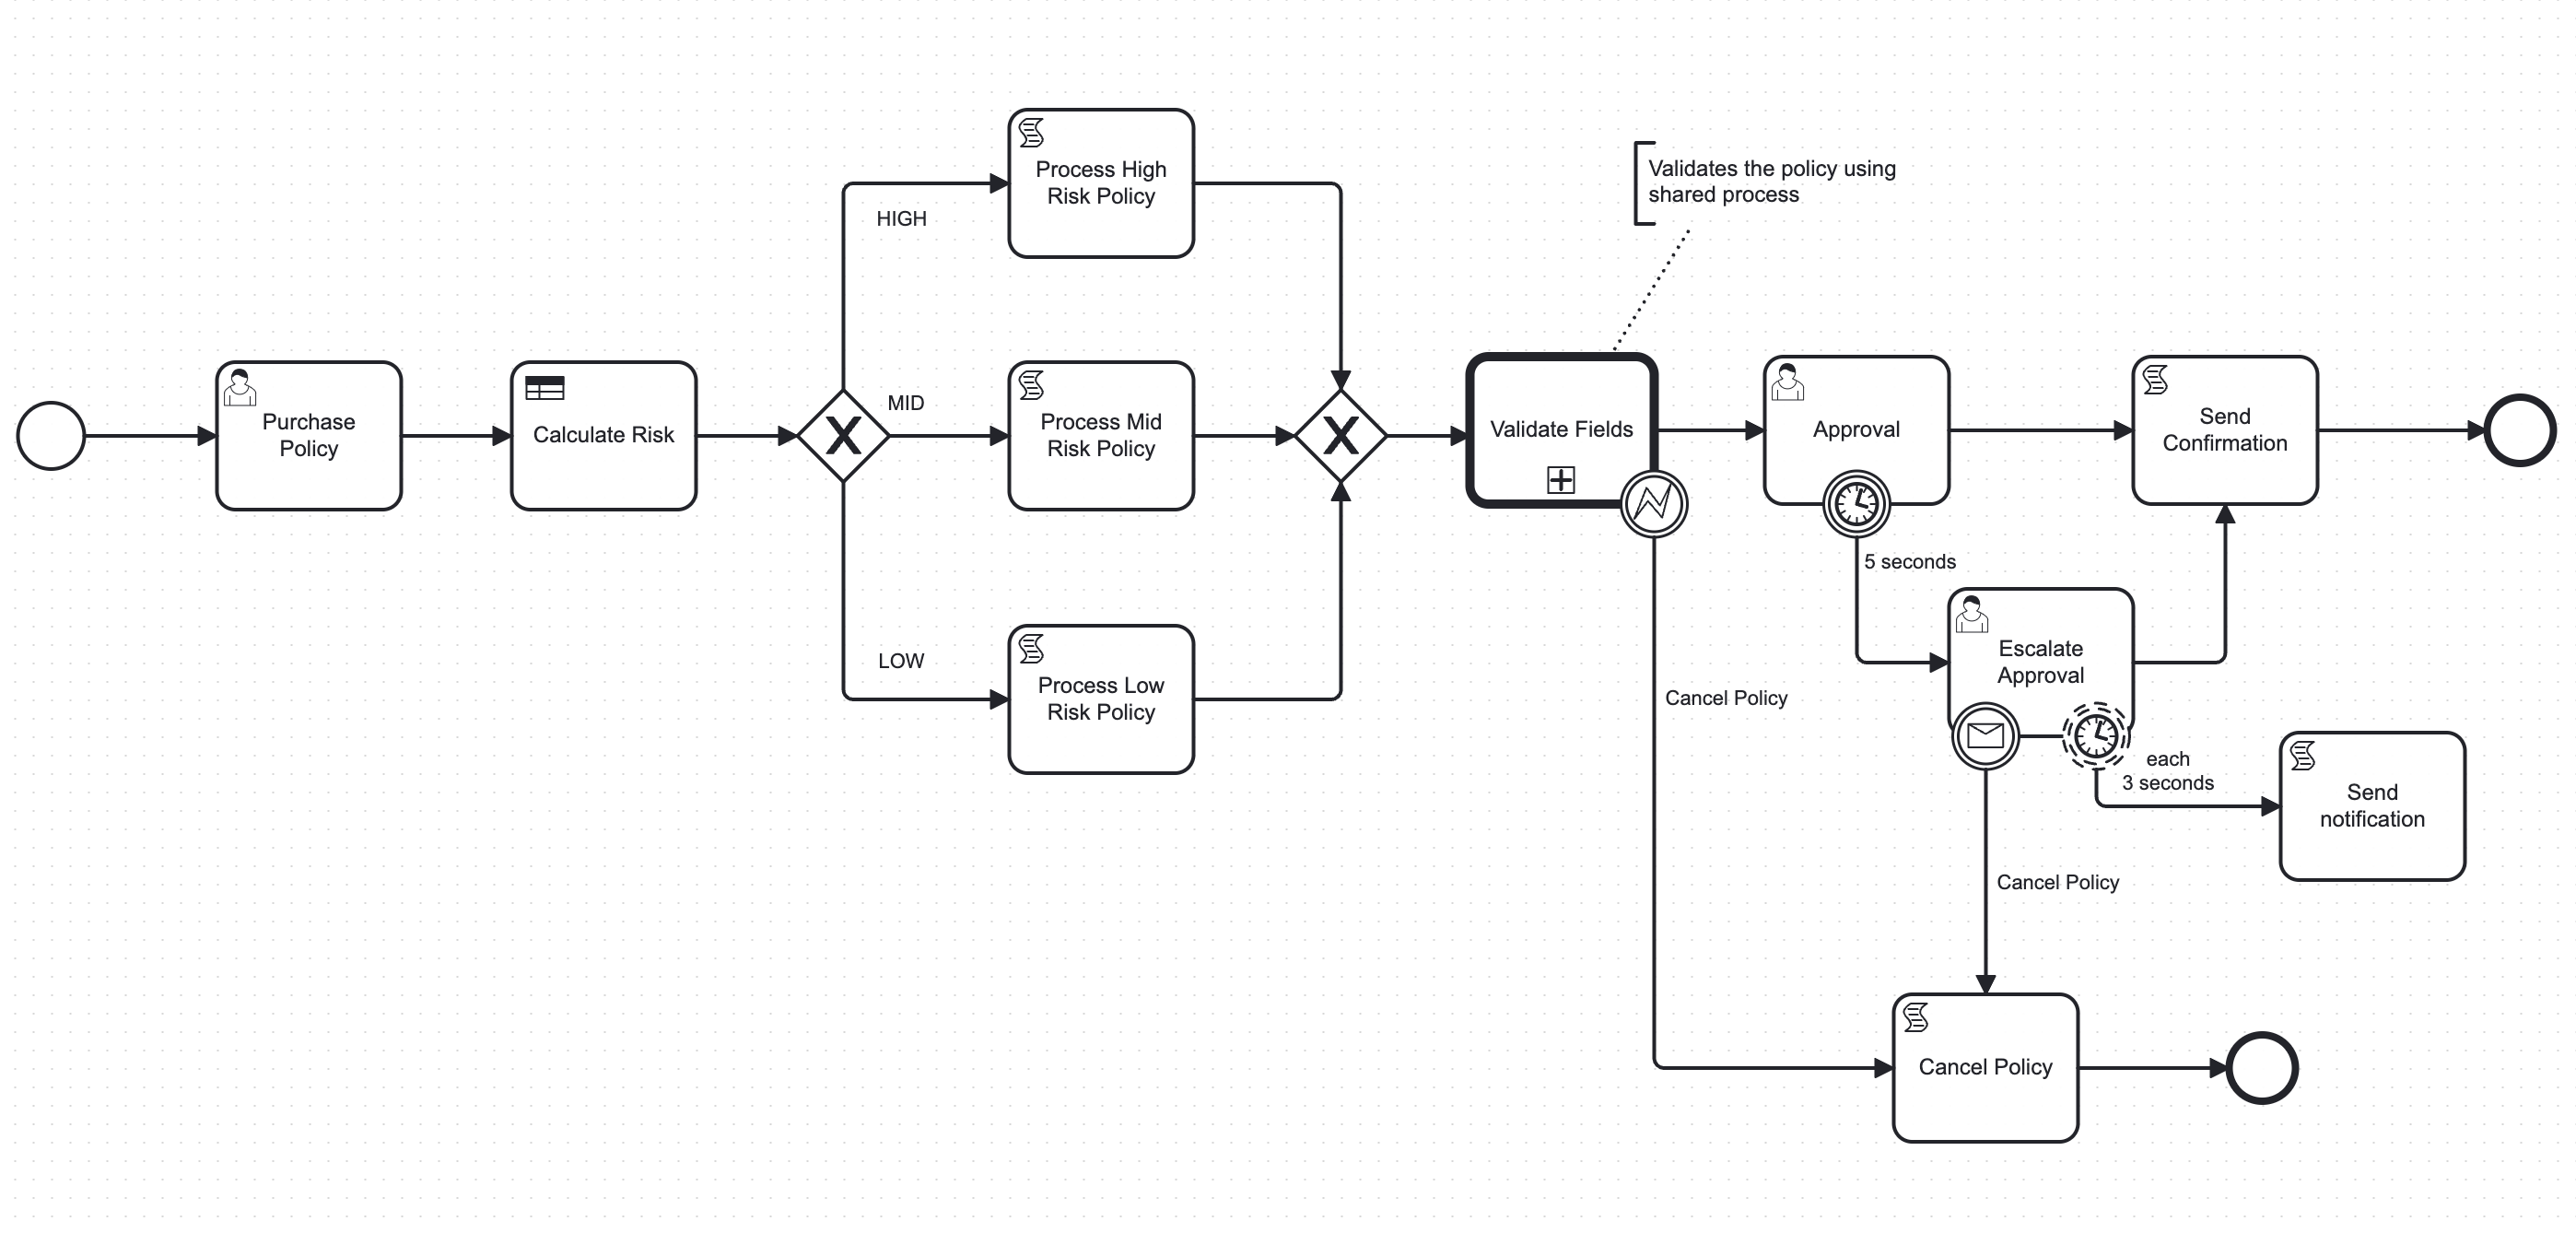 Process High
Risk Policy
HIGH
Validates the policy using
shared process
Purchase
Policy
Calculate Risk
MID
Process Mid
Risk Policy
Validate Fields
Approval
Send
Confirmation
5 seconds
LOW
Process Low
Risk Policy
Escalate
Approval
Cancel Policy
each
3 seconds
Send
notification
Cancel Policy
Cancel Policy